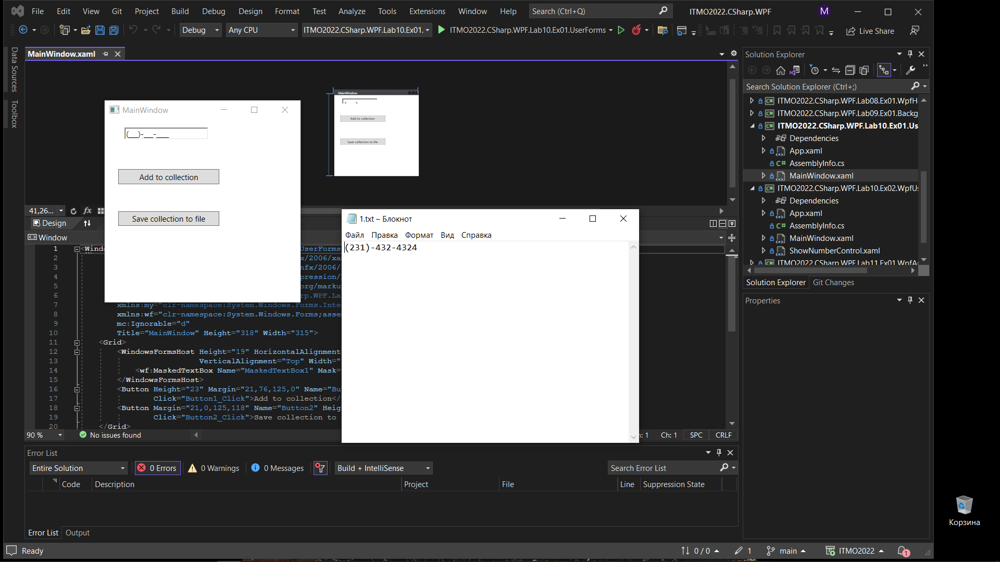 File Edit View Git Project Build Debug Design Format Test Analyze Tools Extensions Window Help Search (Ctrl+Q) ITMO2022.CSharp.WPF M
Debug Any CPU ITMO2022.CSharp.WPF.Lab10.Ex01. ITMO2022.CSharp.WPF.Lab10.Ex01.UserForms Live Share
Data Sources
Toolbox
MainWindow.xaml
MainWindow
Add to collection
Save collection to file
MainWindow
(__)-__-___
Add to collection
Save collection to file
41,26...
Design
Window
1 <Windo UserForms
2 x/2006/xa
3 nfx/2006/
4 pression/
5 org/marku
6 rp.WPF.La
7 xmlns:my="clr-namespace:System.Windows.Forms.Inte
8 xmlns:wf="clr-namespace:System.Windows.Forms;asse
9 mc:Ignorable="d"
10 Title="MainWindow" Height="318" Width="315">
11 <Grid>
12 <WindowsFormsHost Height="19" HorizontalAlignment
13 VerticalAlignment="Top" Width="
14 <wf:MaskedTextBox Name="MaskedTextBox1" Mask=
15 </WindowsFormsHost>
16 <Button Height="23" Margin="21,76,125,0" Name="Bu
17 Click="Button1_Click">Add to collection</
18 <Button Margin="21,0,125,118" Name="Button2" Heig
19 Click="Button2_Click">Save collection to
20 </Grid>
90 % No issues found : 1 Ch: 1 SPC CRLF
1.txt – Блокнот
Файл Правка Формат Вид Справка
(231)-432-4324
Error List
Entire Solution 0 Errors 0 Warnings 0 Messages Build + IntelliSense Search Error List
Code Description Project File Line Suppression State
Error List Output
Solution Explorer
Search Solution Explorer (Ctrl+;)
ITMO2022.CSharp.WPF.Lab08.Ex01.WpfH
ITMO2022.CSharp.WPF.Lab09.Ex01.Backg
ITMO2022.CSharp.WPF.Lab10.Ex01.Us
Dependencies
App.xaml
AssemblyInfo.cs
MainWindow.xaml
ITMO2022.CSharp.WPF.Lab10.Ex02.WpfUs
Dependencies
App.xaml
AssemblyInfo.cs
MainWindow.xaml
ShowNumberControl.xaml
ITMO2022.CSharp.WPF.Lab11.Ex01.WpfA
Solution Explorer Git Changes
Properties
Корзина
Ready 0 / 0 1 main ITMO2022 1